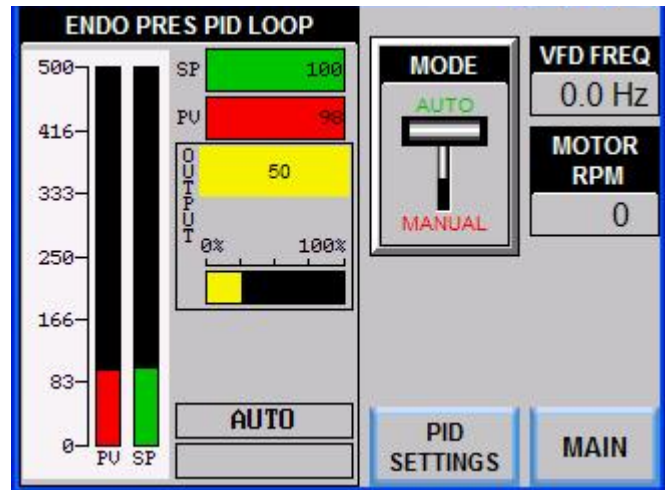 ENDO PRES PID LOOP
500
416
333
250
166
83
0
PV SP
SP 100
PV 98
OUTPUT
50
0% 100%
AUTO
MODE
AUTO
MANUAL
VFD FREQ
0.0 Hz
MOTOR
RPM
0
PID
SETTINGS
MAIN